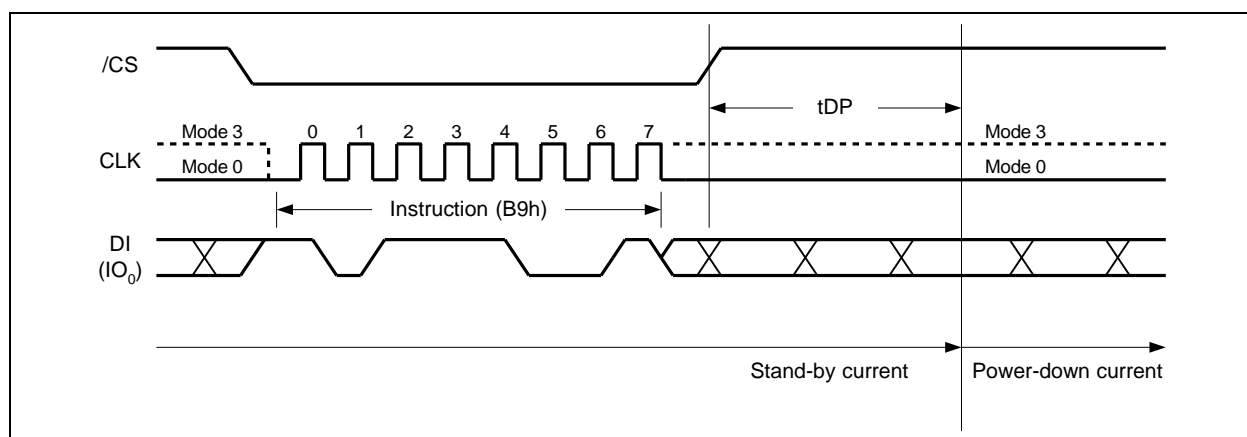 /CS
tDP
Mode 3 0 1 2 3 4 5 6 7 Mode 3
CLK
Mode 0 Mode 0
Instruction (B9h)
DI
(IO0)
Stand-by current Power-down current